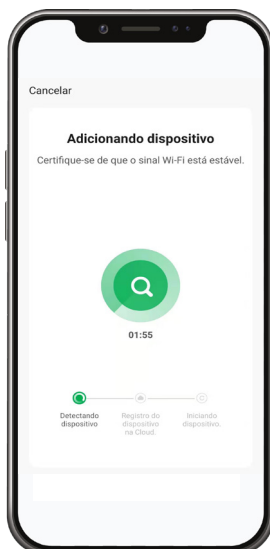 Cancelar
Adicionando dispositivo
Certifique-se de que o sinal Wi-Fi está estável.
01:55
Detectando
dispositivo
Registro do
dispositivo
na Cloud.
Iniciando
dispositivo.